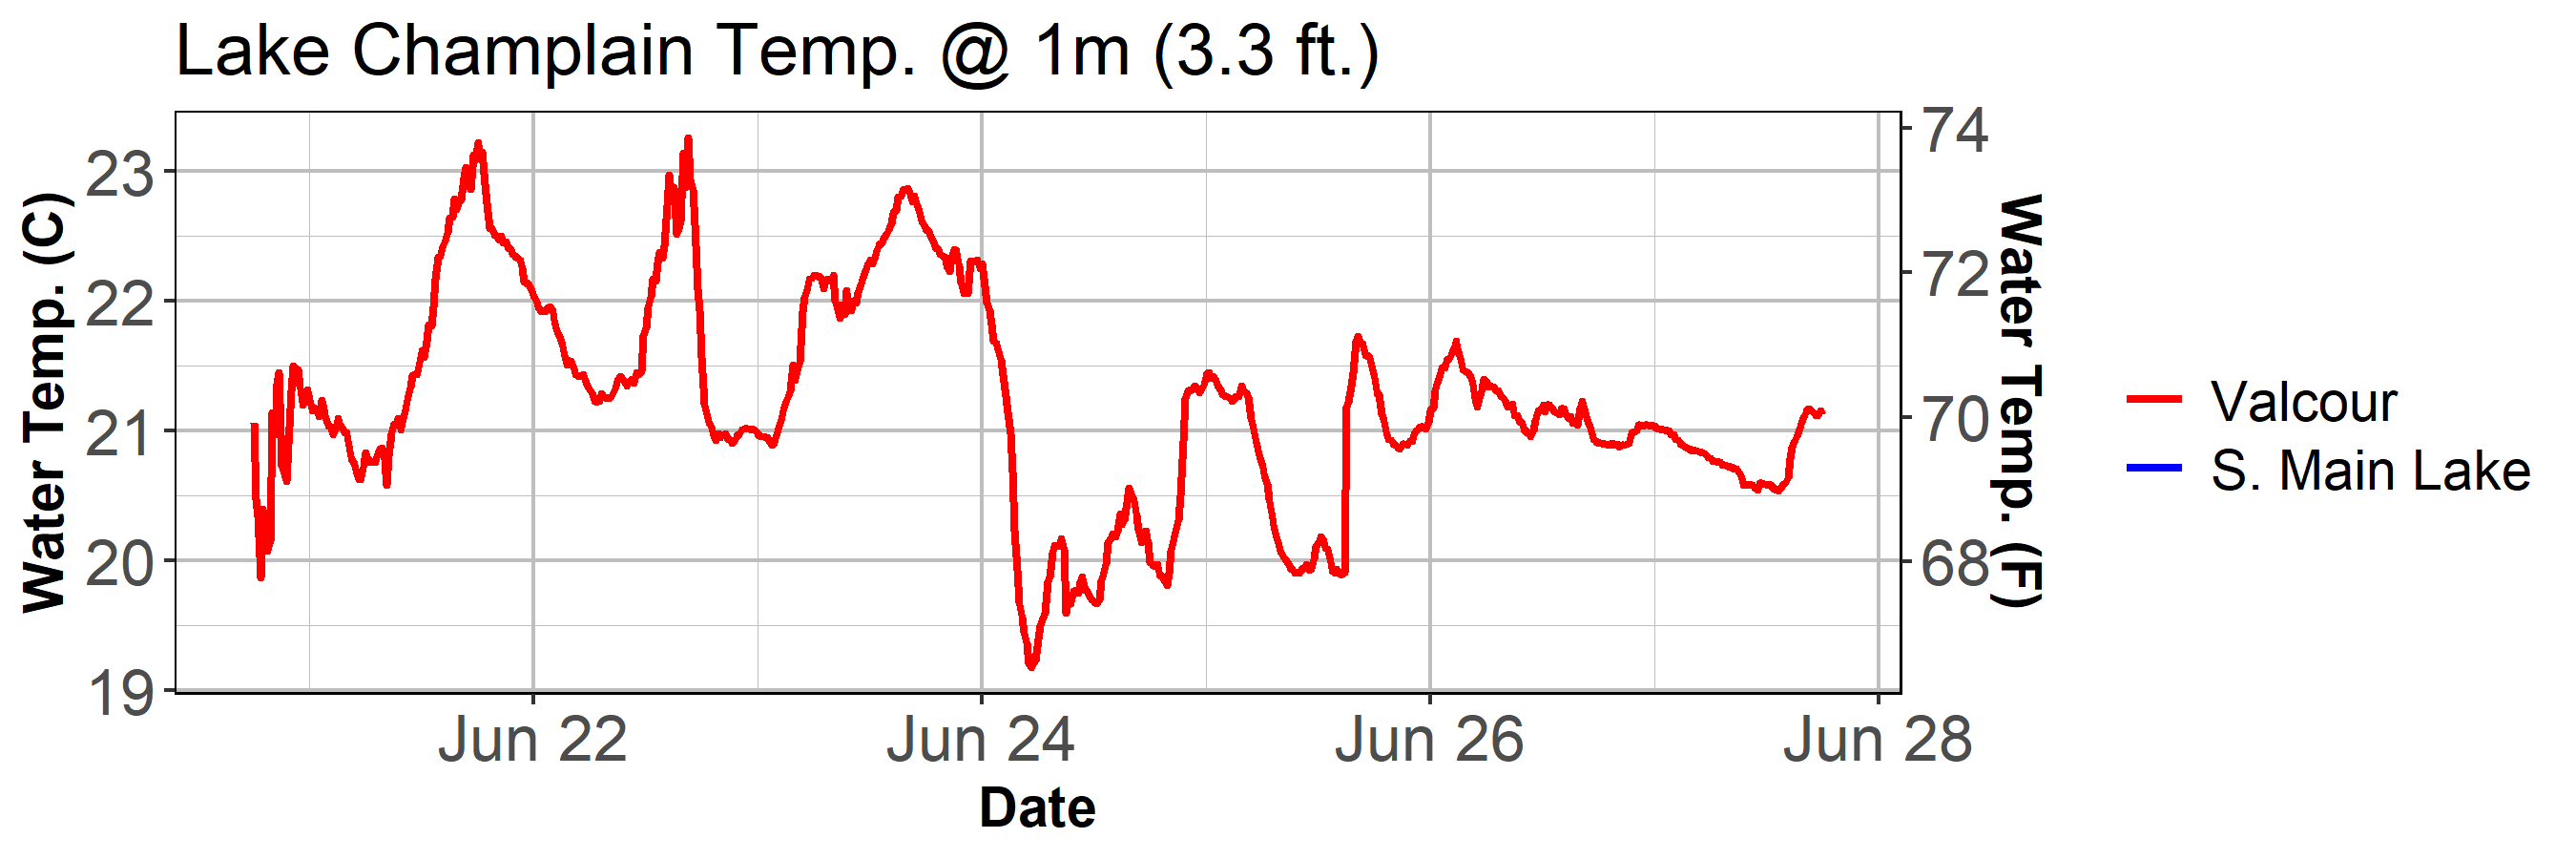 Lake Champlain Temp. @ 1m (3.3 ft.)
Water Temp. (C)
23
22
21
20
19
74
72
70
68
Water Temp. (F)
Jun 22
Jun 24
Jun 26
Jun 28
Date
Valcour
S. Main Lake